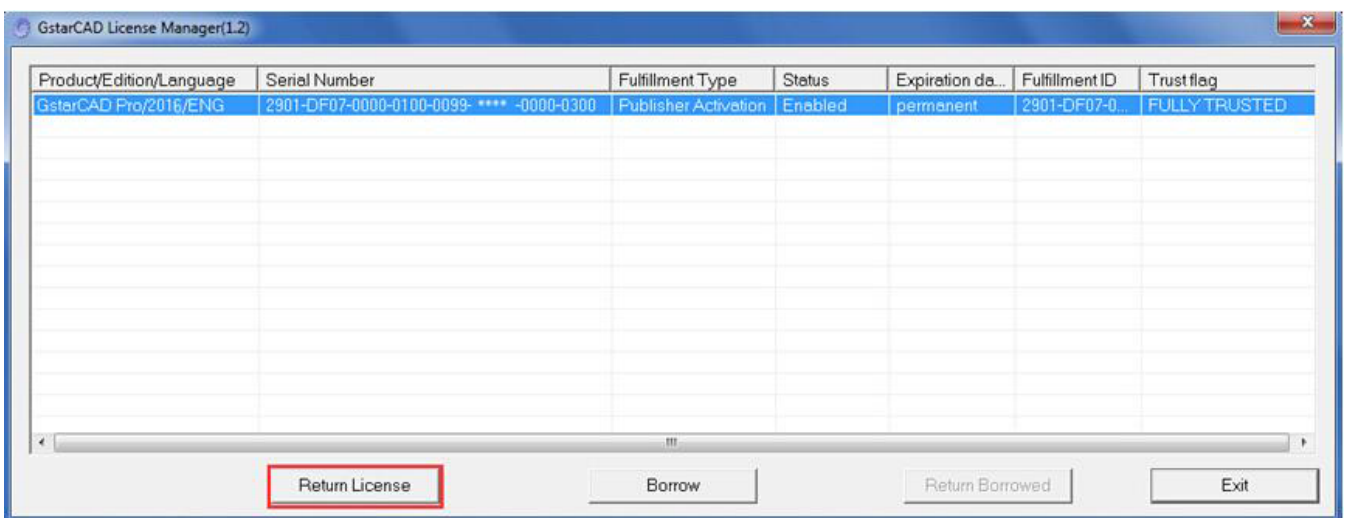 GstarCAD License Manager(1.2)
Product/Edition/Language Serial Number Fulfillment Type Status Expiration da... Fulfillment ID Trust flag
GstarCAD Pro/2016/ENG 2901-DF07-0000-0100-0099- **** -0000-0300 Publisher Activation Enabled permanent 2901-DF07-0... FULLY TRUSTED
Return License Borrow Return Borrowed Exit